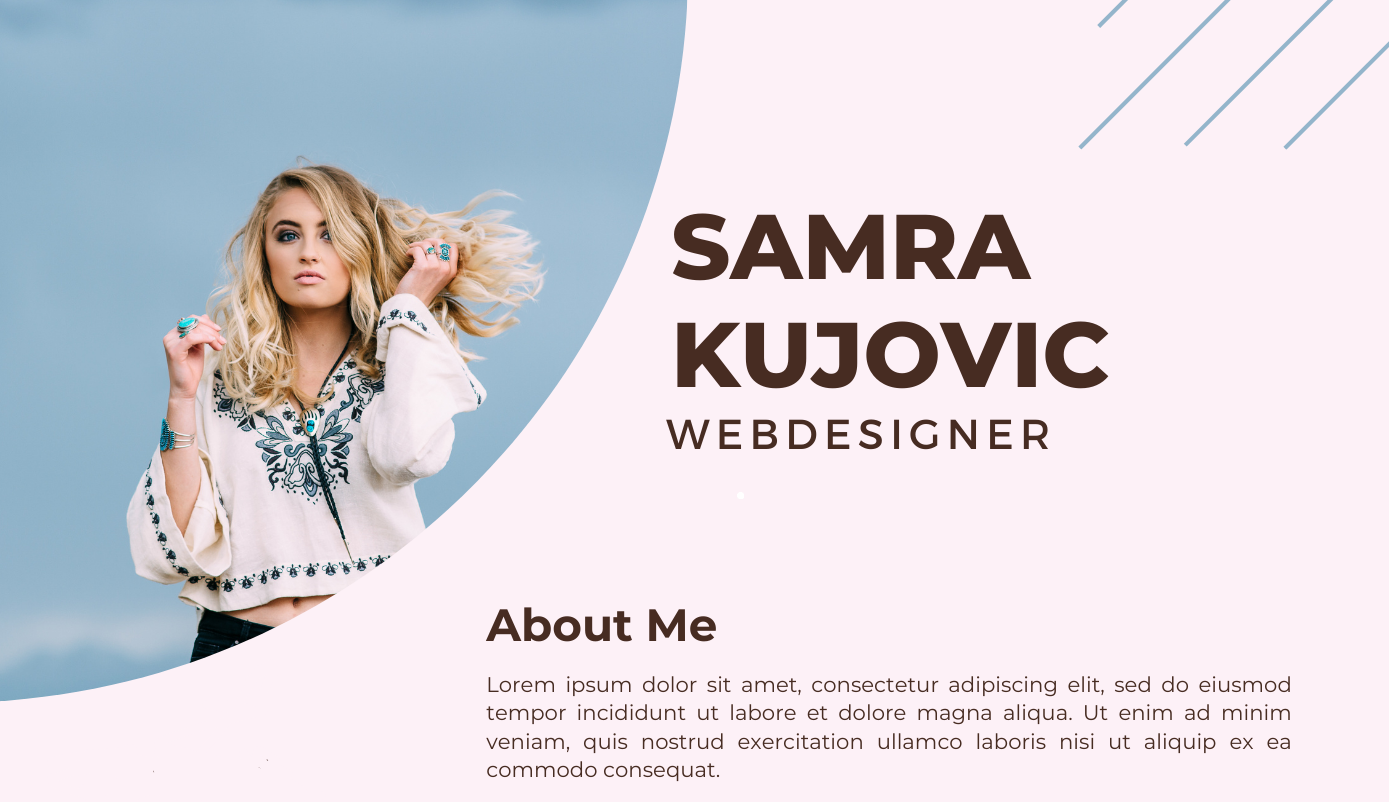 SAMRA
KUJOVIC
WEBDESIGNER
About Me
Lorem ipsum dolor sit amet, consectetur adipiscing elit, sed do eiusmod
tempor incididunt ut labore et dolore magna aliqua. Ut enim ad minim
veniam, quis nostrud exercitation ullamco laboris nisi ut aliquip ex ea
commodo consequat.